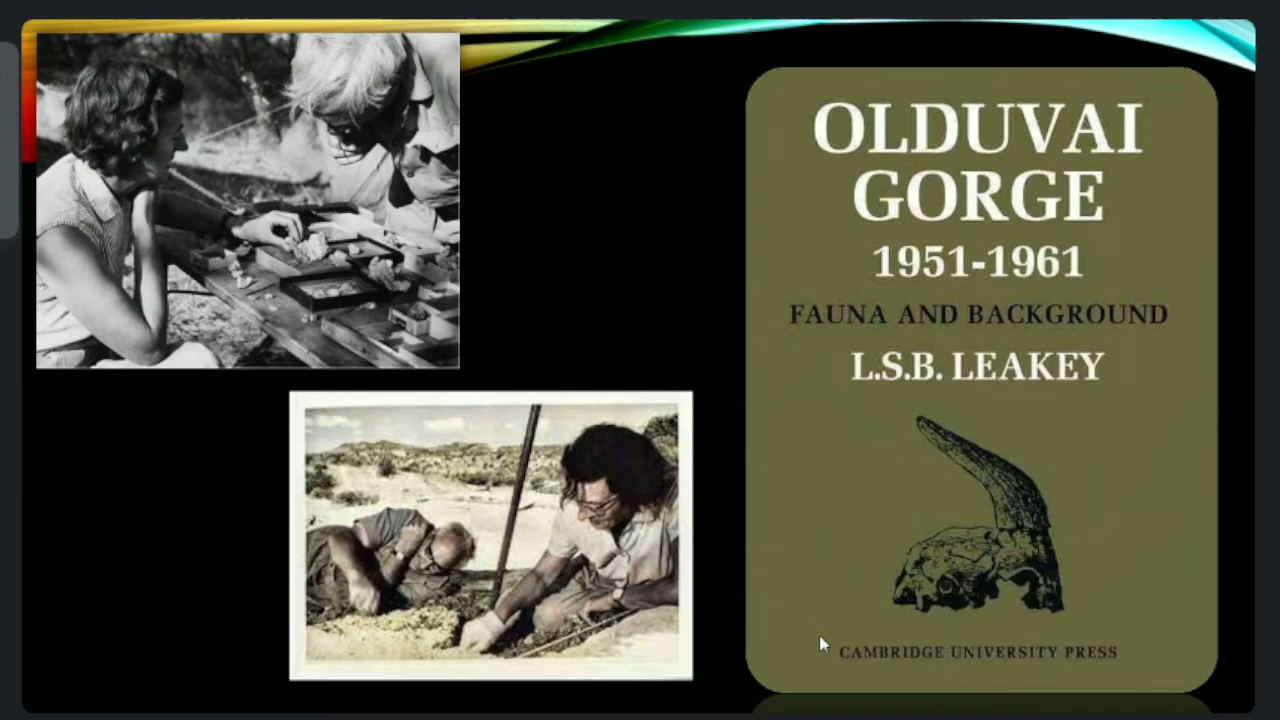 OLDUVAI
GORGE
1951-1961
FAUNA AND BACKGROUND
L.S.B. LEAKEY
CAMBRIDGE UNIVERSITY PRESS